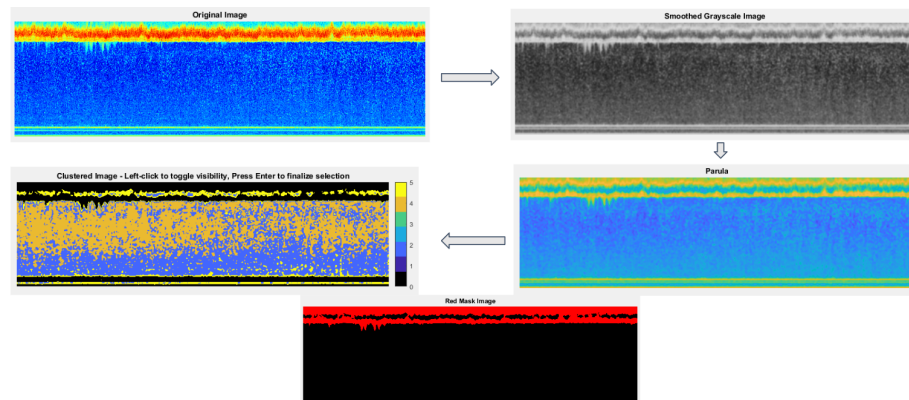 Original Image
Smoothed Grayscale Image
Clustered Image - Left-click to toggle visibility, Press Enter to finalize selection
5
4
3
2
1
0
Parula
Red Mask Image